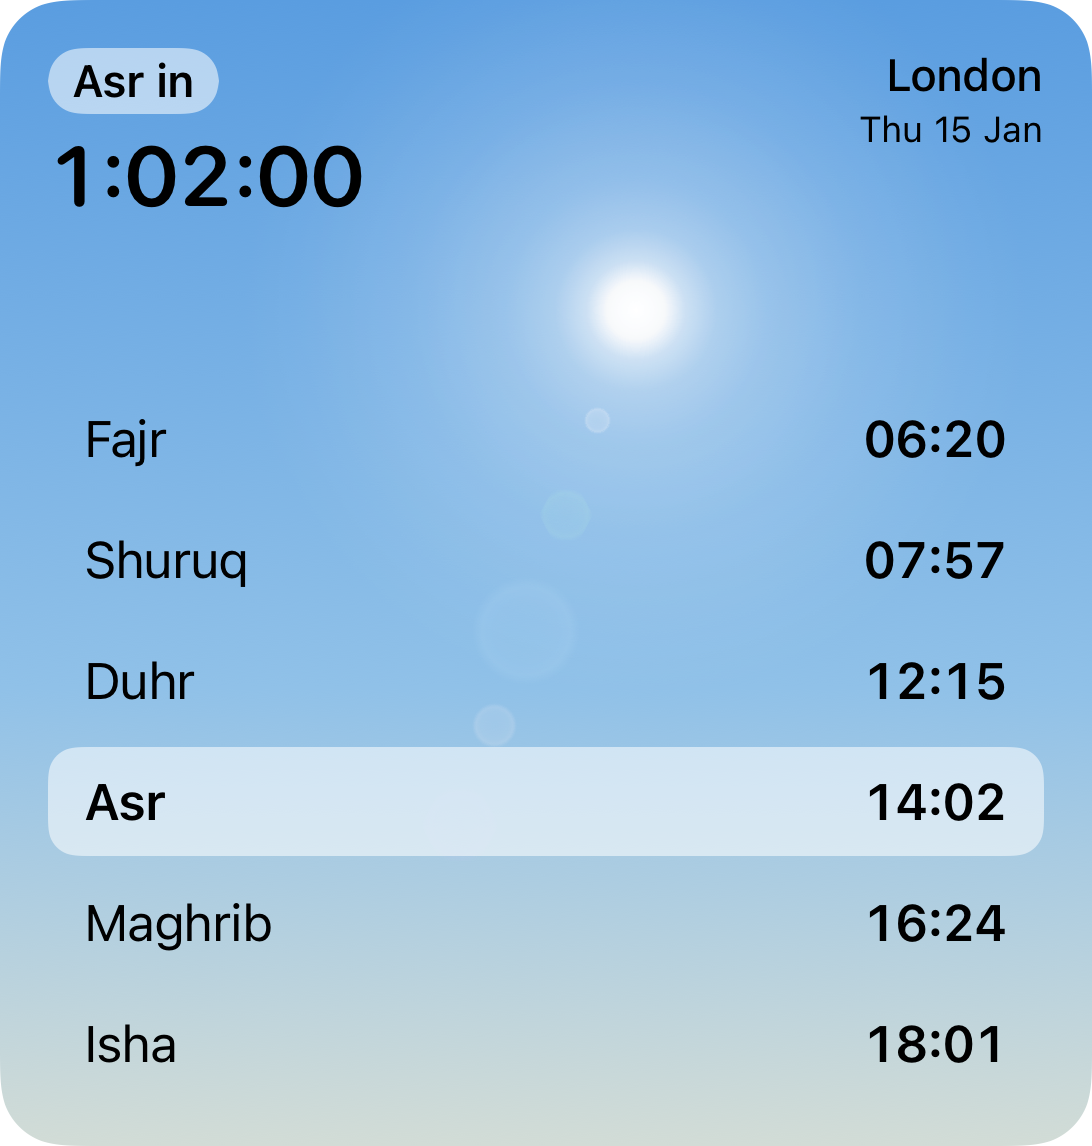 Asr in
London
1:02:00
Thu 15 Jan
Fajr 06:20
Shuruq 07:57
Duhr 12:15
Asr 14:02
Maghrib 16:24
Isha 18:01